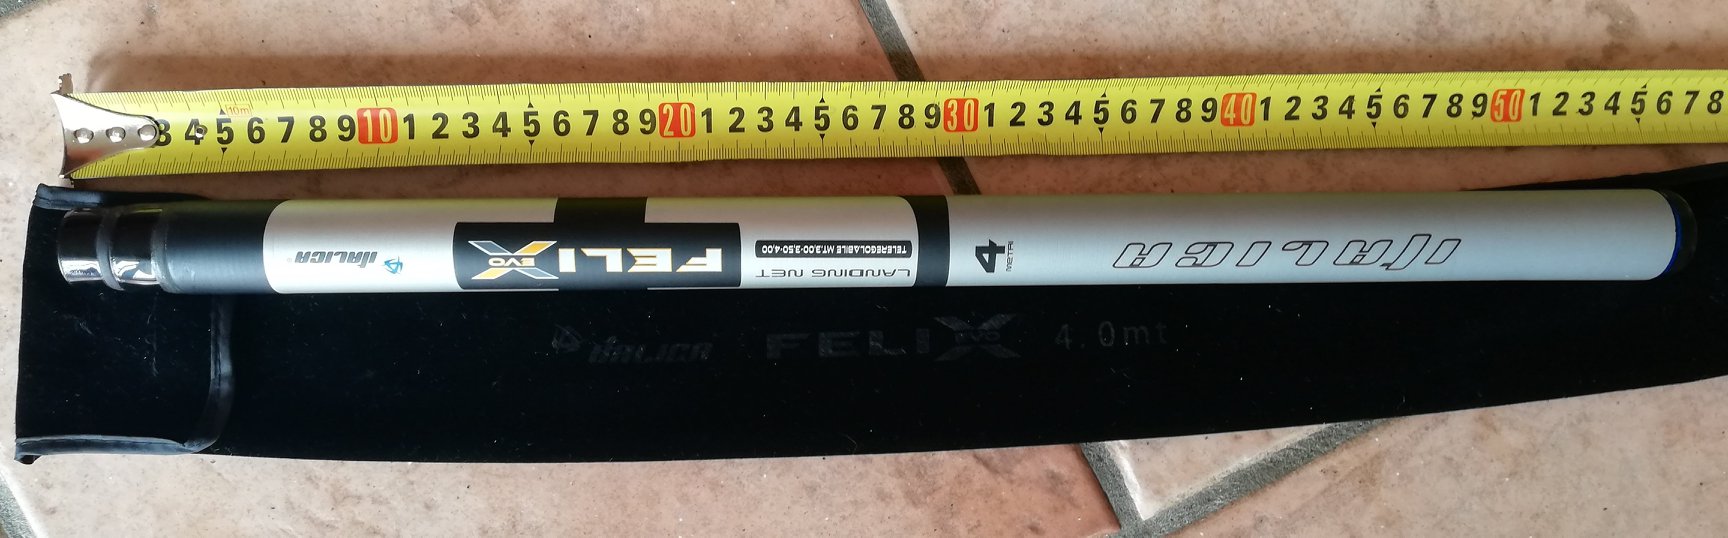 10m
3 4 5 6 7 8 9 10 1 2 3 4 5 6 7 8 9 20 1 2 3 4 5 6 7 8 9 30 1 2 3 4 5 6 7 8 9 40 1 2 3 4 5 6 7 8 9 50 1 2 3 4 5 6 7 8
ITALICA
4 METRI
LANDING NET
TELEREGOLABILE MT.3,00-3,50-4,00
FELIX
EVO
ITALICA®
ITALICA FELIX EVO 4.0mt